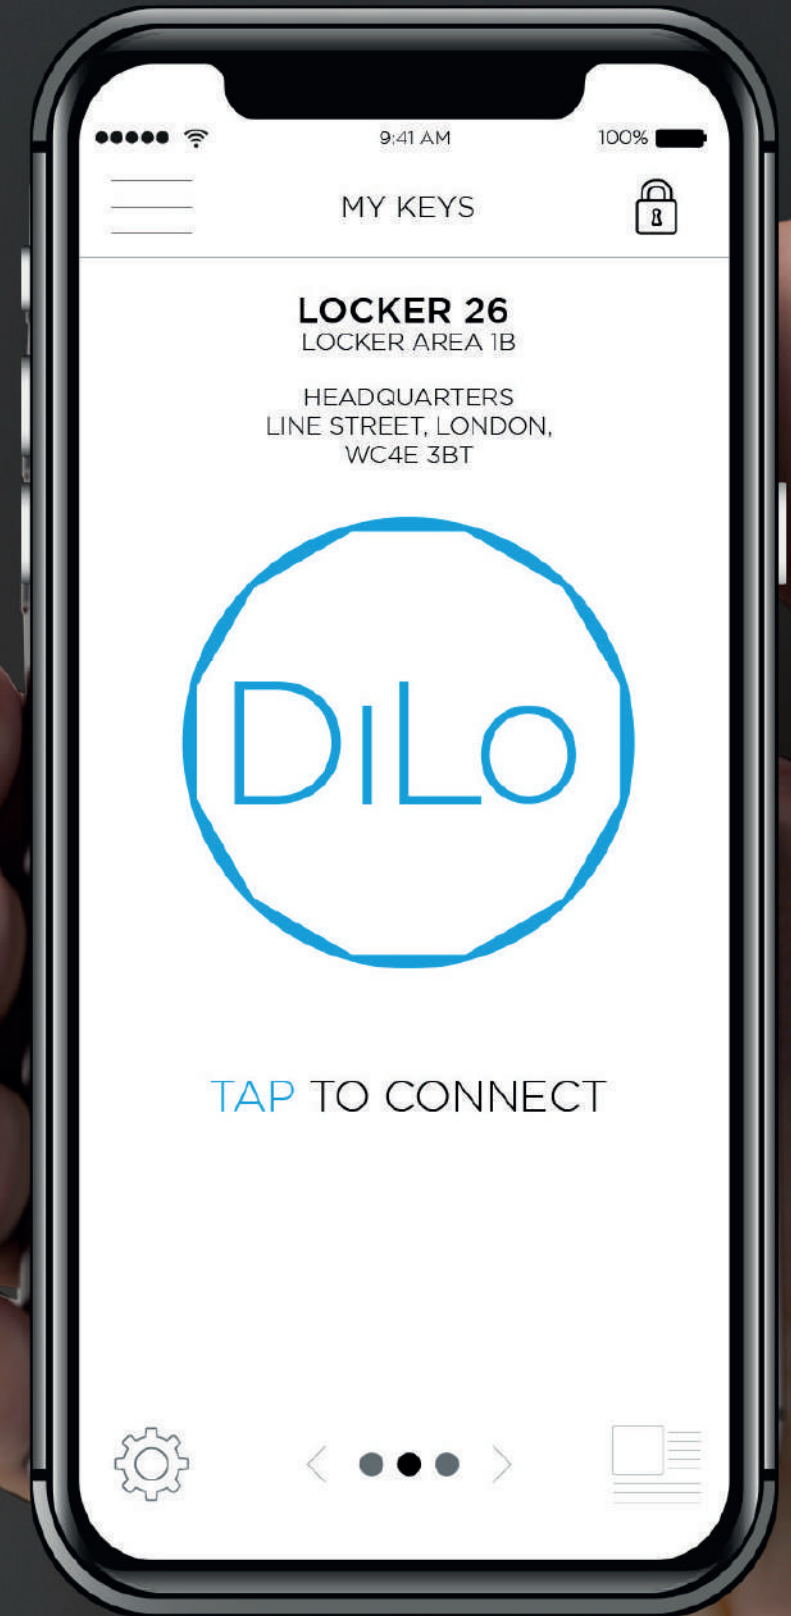 9:41 AM
100%
MY KEYS
LOCKER 26
LOCKER AREA 1B
HEADQUARTERS
LINE STREET, LONDON,
WC4E 3BT
DiLo
TAP TO CONNECT